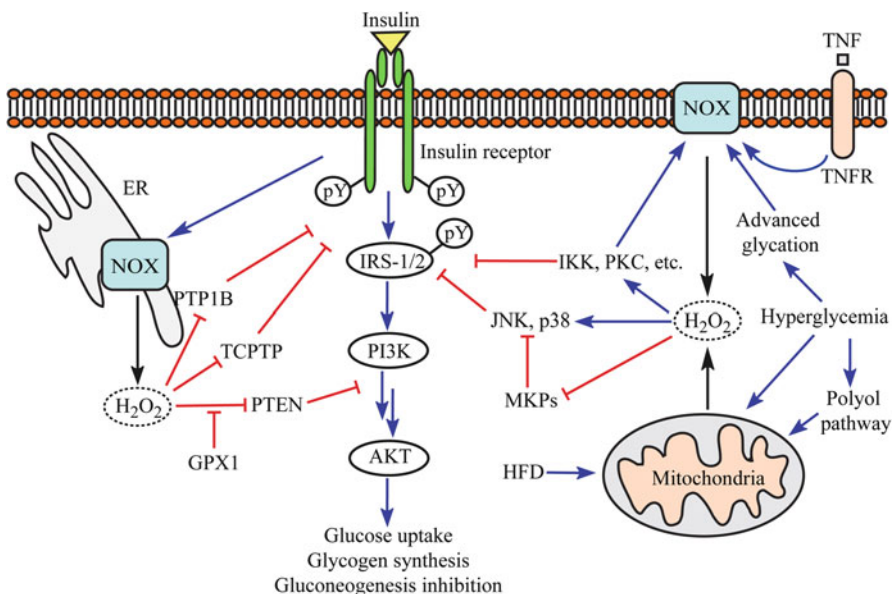 Insulin
TNF
NOX
Insulin receptor
TNFR
ER
pY
pY
pY
Advanced
glycation
NOX
IRS-1/2
IKK, PKC, etc.
PTP1B
JNK, p38
H2O2
Hyperglycemia
TCPTP
PI3K
H2O2
PTEN
MKPs
Polyol
pathway
GPX1
AKT
HFD
Mitochondria
Glucose uptake
Glycogen synthesis
Gluconeogenesis inhibition